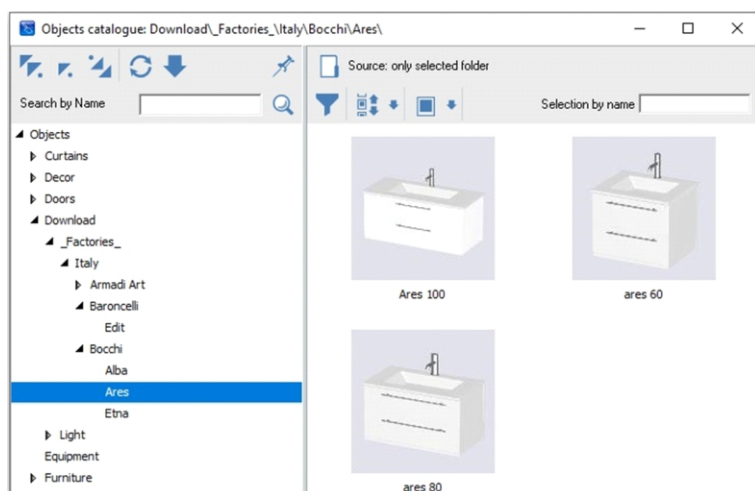 Objects catalogue: Download\_Factories_\Italy\Bocchi\Ares\
Source: only selected folder
Search by Name
Selection by name
Objects
Curtains
Decor
Doors
Download
_Factories_
Italy
Armadi Art
Baroncelli
Edit
Bocchi
Alba
Ares
Etna
Light
Equipment
Furniture
Ares 100
ares 60
ares 80